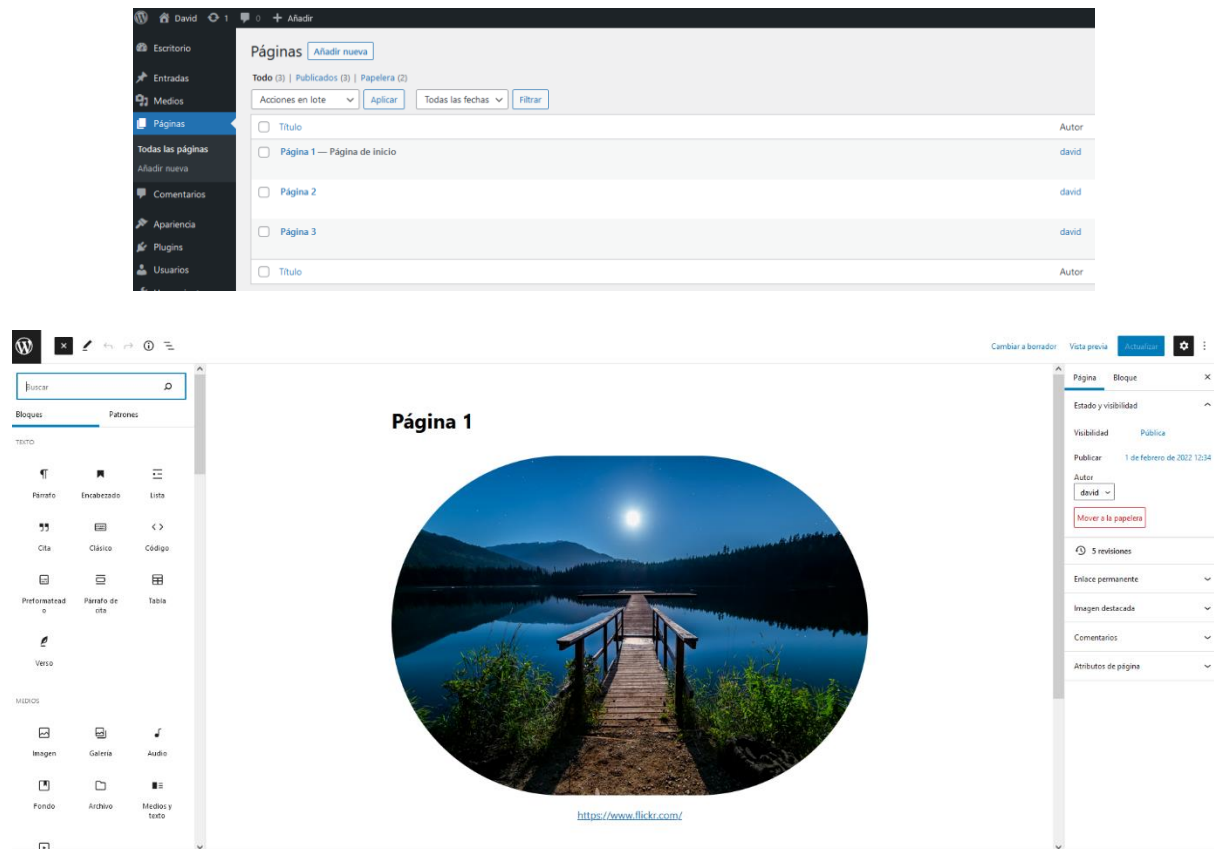 David 1 0 + Añadir
Escritorio
Entradas
Medios
Páginas
Todas las páginas
Añadir nueva
Comentarios
Apariencia
Plugins
Usuarios
Páginas Añadir nueva
Todo (3) | Publicados (3) | Papelera (2)
Acciones en lote Aplicar Todas las fechas Filtrar
Título Autor
Página 1 — Página de inicio david
Página 2 david
Página 3 david
Título Autor
Cambiar a borrador Vista previa Actualizar
Buscar
Bloques Patrones
TEXTO
Párrafo Encabezado Lista
Cita Clásico Código
Preformatead
o
Párrafo de
cita
Tabla
Verso
MEDIOS
Imagen Galería Audio
Fondo Archivo Medios y
texto
Página 1
https://www.flickr.com/
Página Bloque
Estado y visibilidad
Visibilidad Pública
Publicar 1 de febrero de 2022 12:34
Autor
david
Mover a la papelera
5 revisiones
Enlace permanente
Imagen destacada
Comentarios
Atributos de página